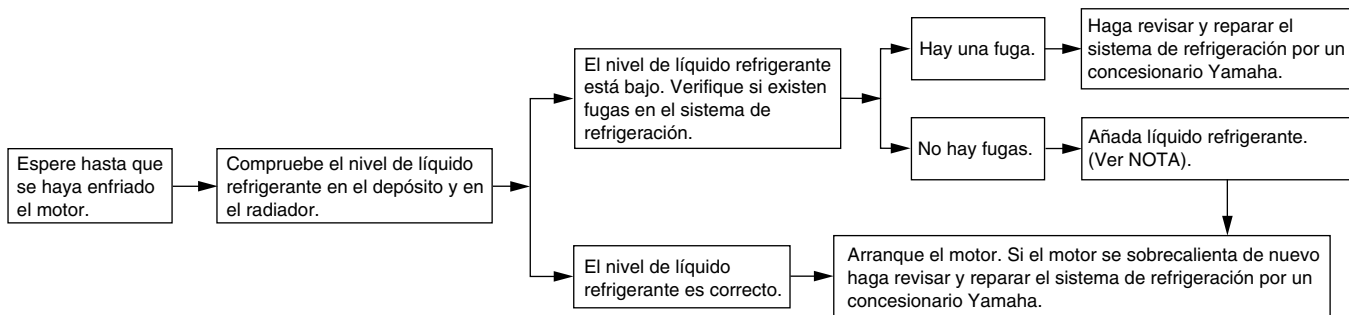 Espere hasta que
se haya enfriado
el motor.
Compruebe el nivel de líquido
refrigerante en el depósito y en
el radiador.
El nivel de líquido refrigerante
está bajo. Verifique si existen
fugas en el sistema de
refrigeración.
Hay una fuga.
Haga revisar y reparar el
sistema de refrigeración por un
concesionario Yamaha.
No hay fugas.
Añada líquido refrigerante.
(Ver NOTA).
El nivel de líquido
refrigerante es correcto.
Arranque el motor. Si el motor se sobrecalienta de nuevo
haga revisar y reparar el sistema de refrigeración por un
concesionario Yamaha.